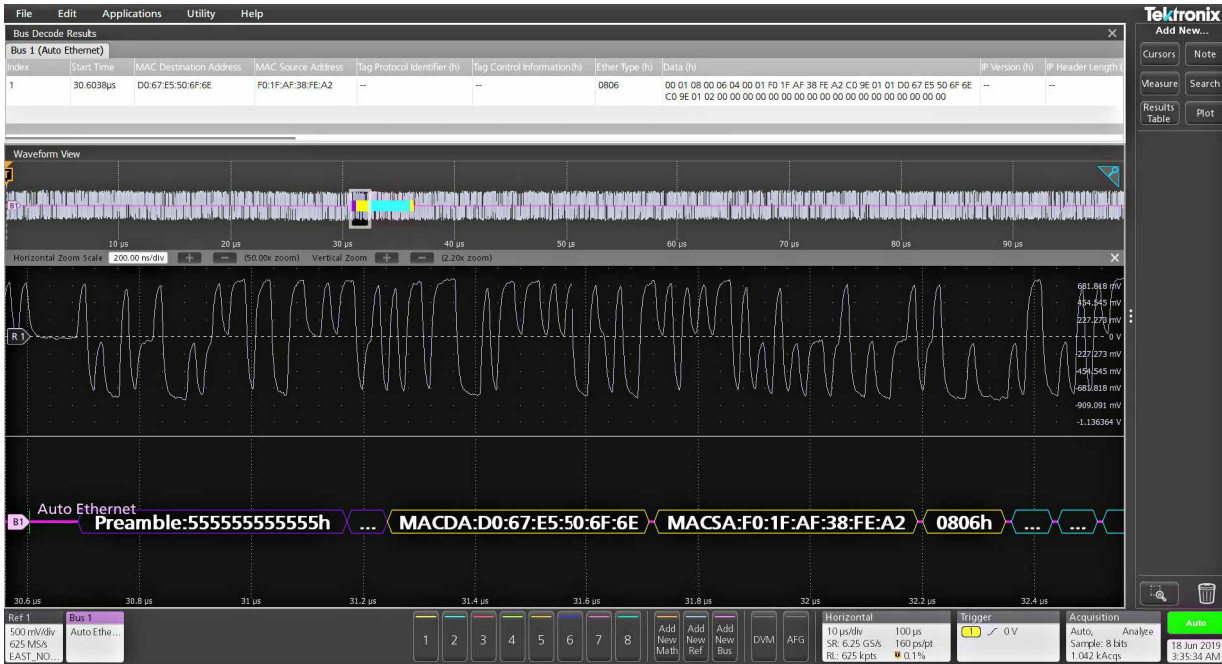 File Edit Applications Utility Help
Tektronix
Add New...
Bus Decode Results
Bus 1 (Auto Ethernet)
Index Start Time MAC Destination Address MAC Source Address Tag Protocol Identifier (h) Tag Control Information(h) Ether Type (h) Data (h) IP Version (h) IP Header Length (
1 30.6038µs D0:67:E5:50:6F:6E F0:1F:AF:38:FE:A2 -- -- 0806 00 01 08 00 06 04 00 01 F0 1F AF 38 FE A2 C0 9E 01 01 D0 67 E5 50 6F 6E -- --
C0 9E 01 02 00 00 00 00 00 00 00 00 00 00 00 00 00 00 00 00 00 00
Cursors Note
Measure Search
Results Table Plot
Waveform View
B1
10 µs 20 µs 30 µs 40 µs 50 µs 60 µs 70 µs 80 µs 90 µs
Horizontal Zoom Scale 200.00 ns/div + − (50.00x zoom) Vertical Zoom + − (2.20x zoom)
681.818 mV
454.545 mV
227.273 mV
R 1
0 V
-227.273 mV
-454.545 mV
-681.818 mV
-909.091 mV
-1.136364 V
Auto Ethernet
B1 Preamble:555555555555h ... MACDA:D0:67:E5:50:6F:6E MACSA:F0:1F:AF:38:FE:A2 0806h ... ...
30.6 µs 30.8 µs 31 µs 31.2 µs 31.4 µs 31.6 µs 31.8 µs 32 µs 32.2 µs 32.4 µs
Ref 1
500 mV/div
625 MS/s
EAST_NO...
Bus 1
Auto Ethe...
1 2 3 4 5 6 7 8
Add New Math
Add New Ref
Add New Bus
DVM AFG
Horizontal
10 µs/div 100 µs
SR: 6.25 GS/s 160 ps/pt
RL: 625 kpts 0.1%
Trigger
1 0 V
Acquisition
Auto, Analyze
Sample: 8 bits
1.042 kAcqs
Auto
18 Jun 2019
3:35:34 AM